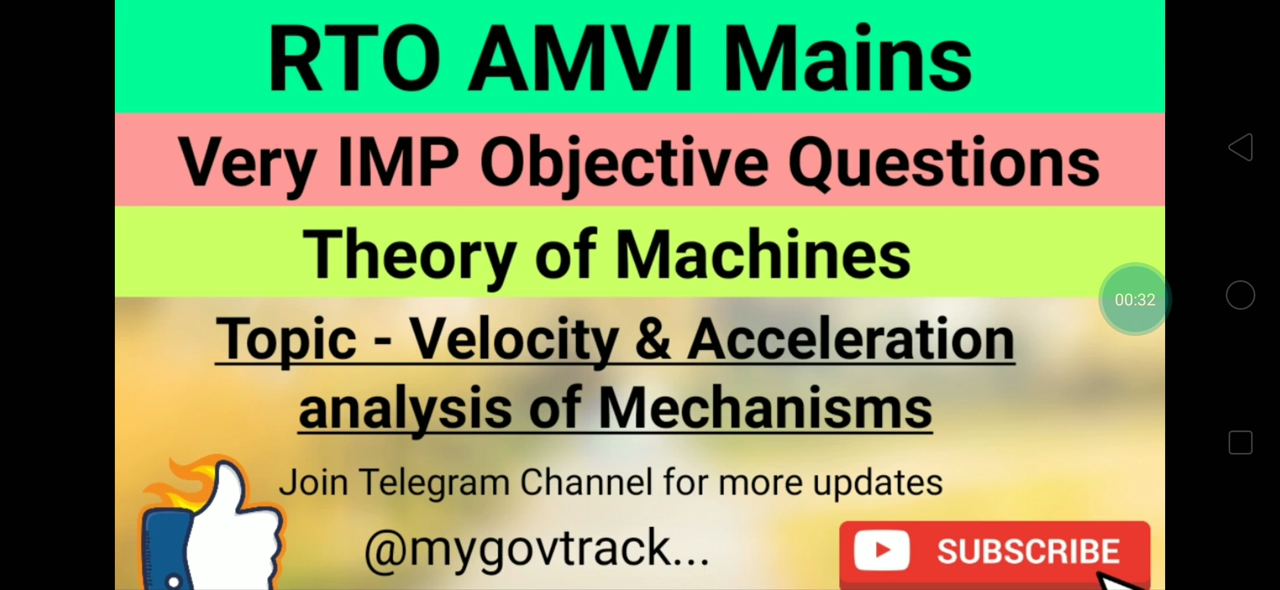 RTO AMVI Mains
Very IMP Objective Questions
Theory of Machines
00:32
Topic - Velocity & Acceleration
analysis of Mechanisms
Join Telegram Channel for more updates
@mygovtrack...
SUBSCRIBE